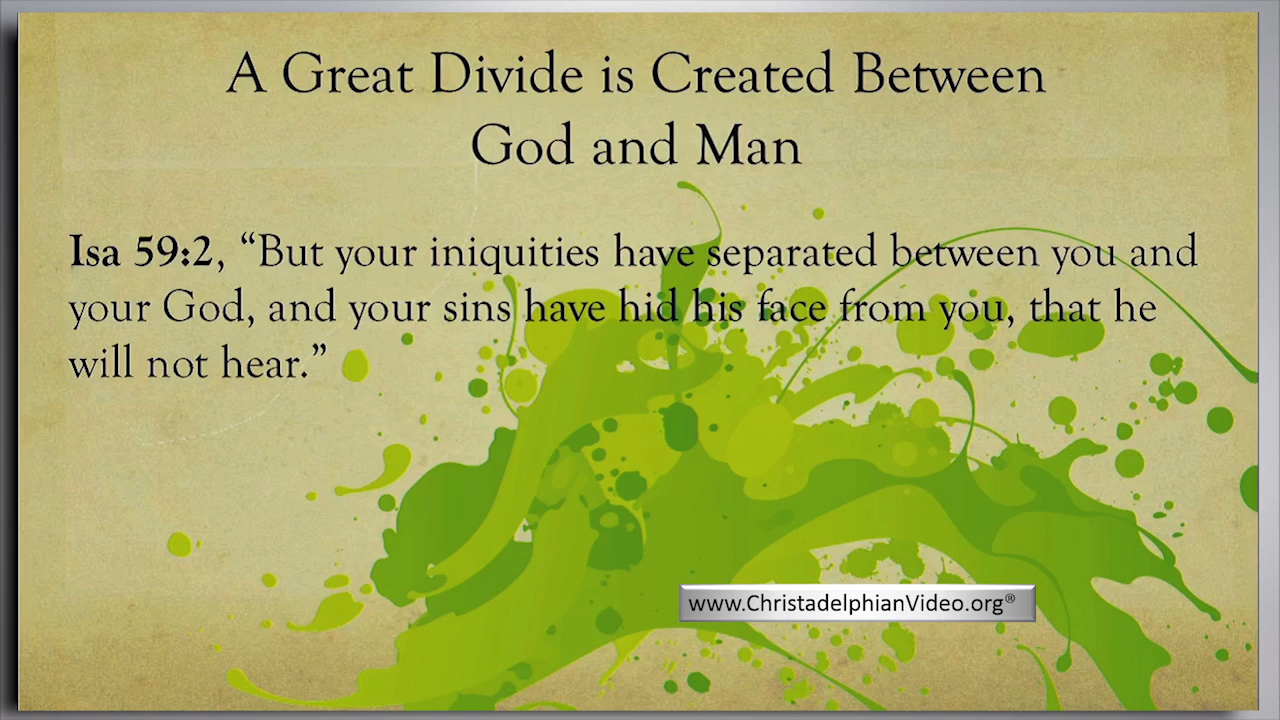 A Great Divide is Created Between
God and Man
Isa 59:2, “But your iniquities have separated between you and
your God, and your sins have hid his face from you, that he
will not hear.”
www.ChristadelphianVideo.org®